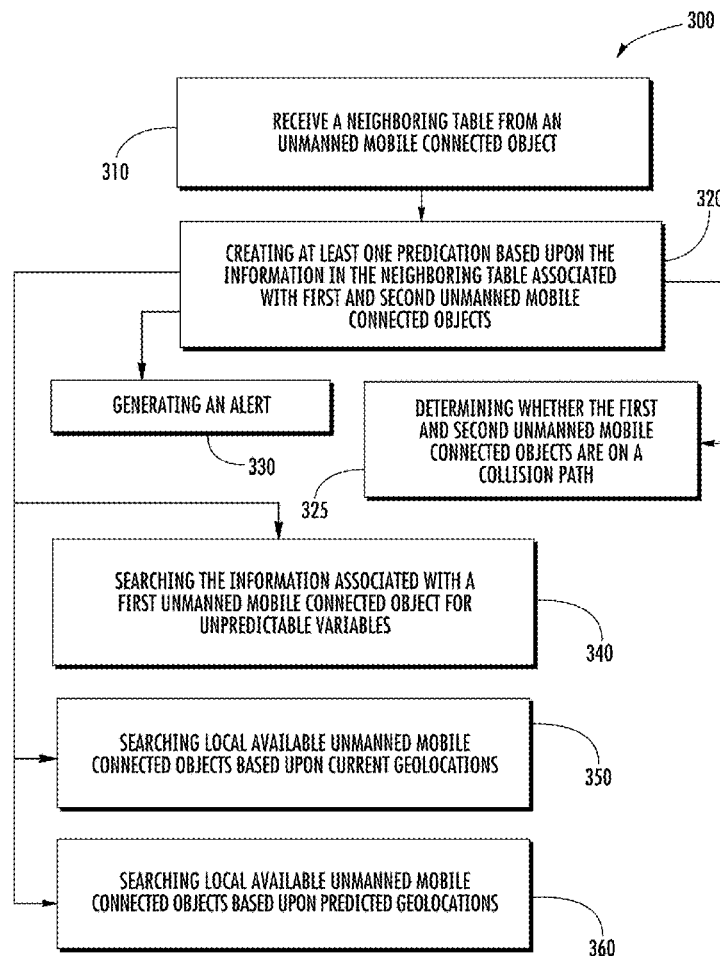 300
RECEIVE A NEIGHBORING TABLE FROM AN
UNMANNED MOBILE CONNECTED OBJECT
310
320
CREATING AT LEAST ONE PREDICATION BASED UPON THE
INFORMATION IN THE NEIGHBORING TABLE ASSOCIATED
WITH FIRST AND SECOND UNMANNED MOBILE
CONNECTED OBJECTS
GENERATING AN ALERT
330
DETERMINING WHETHER THE FIRST
AND SECOND UNMANNED MOBILE
CONNECTED OBJECTS ARE ON A
COLLISION PATH
325
SEARCHING THE INFORMATION ASSOCIATED WITH A
FIRST UNMANNED MOBILE CONNECTED OBJECT FOR
UNPREDICTABLE VARIABLES
340
SEARCHING LOCAL AVAILABLE UNMANNED MOBILE
CONNECTED OBJECTS BASED UPON CURRENT GEOLOCATIONS
350
SEARCHING LOCAL AVAILABLE UNMANNED MOBILE
CONNECTED OBJECTS BASED UPON PREDICTED GEOLOCATIONS
360